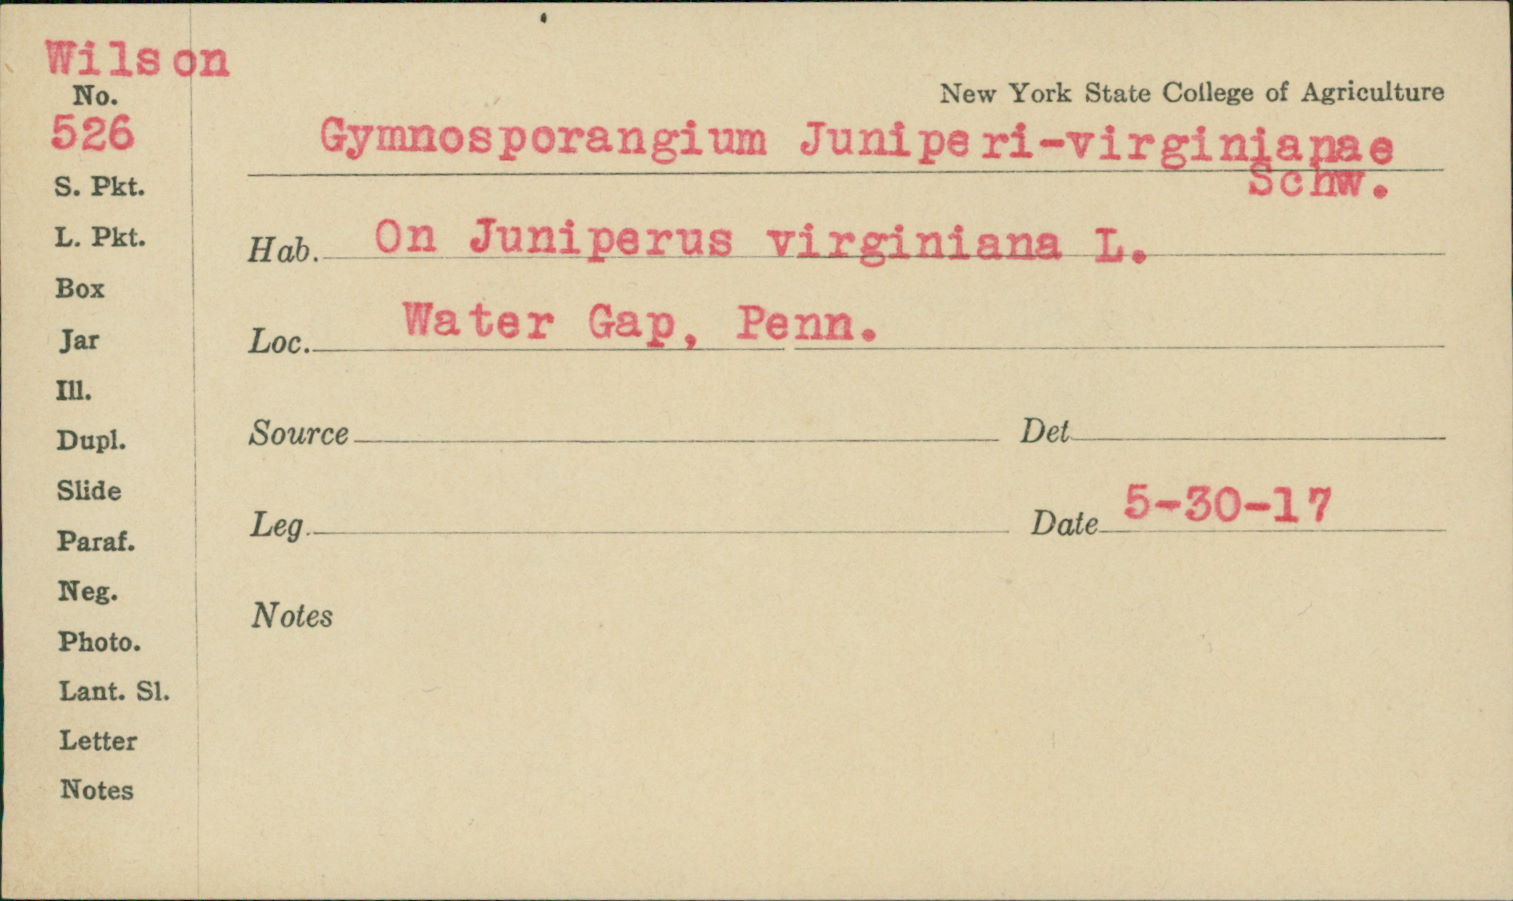 Wilson
No.
526
S. Pkt.
L. Pkt.
Box
Jar
Ill.
Dupl.
Slide
Paraf.
Neg.
Photo.
Lant. Sl.
Letter
Notes
New York State College of Agriculture
Gymnosporangium Juniperi-virginianae
Schw.
Hab. On Juniperus virginiana L.
Loc. Water Gap, Penn.
Source Det
Leg. Date 5-30-17
Notes